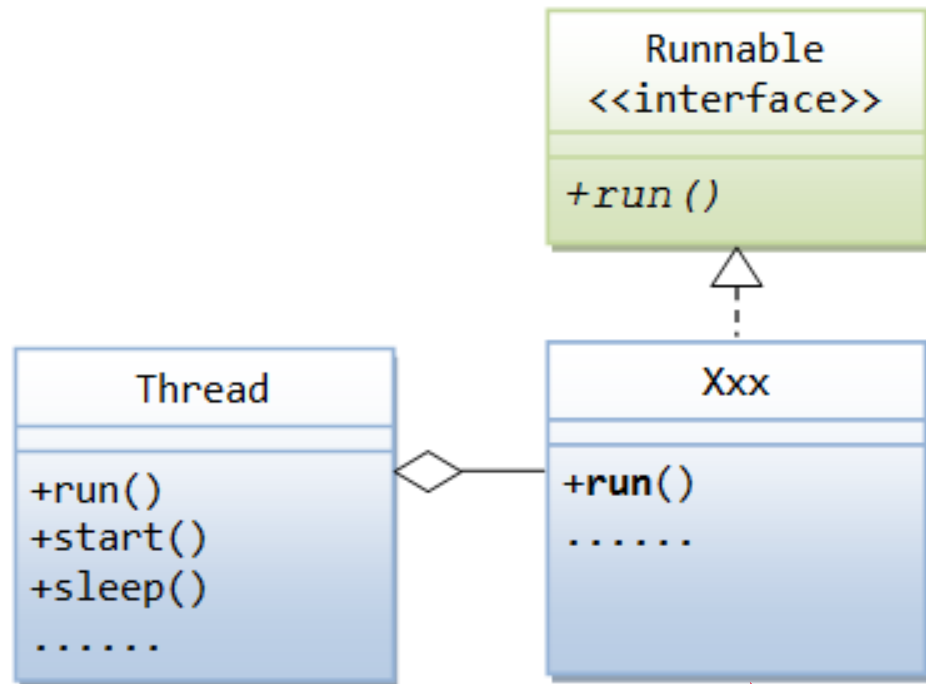 Runnable
<<interface>>
+run()
Thread
+run()
+start()
+sleep()
......
Xxx
+run()
......